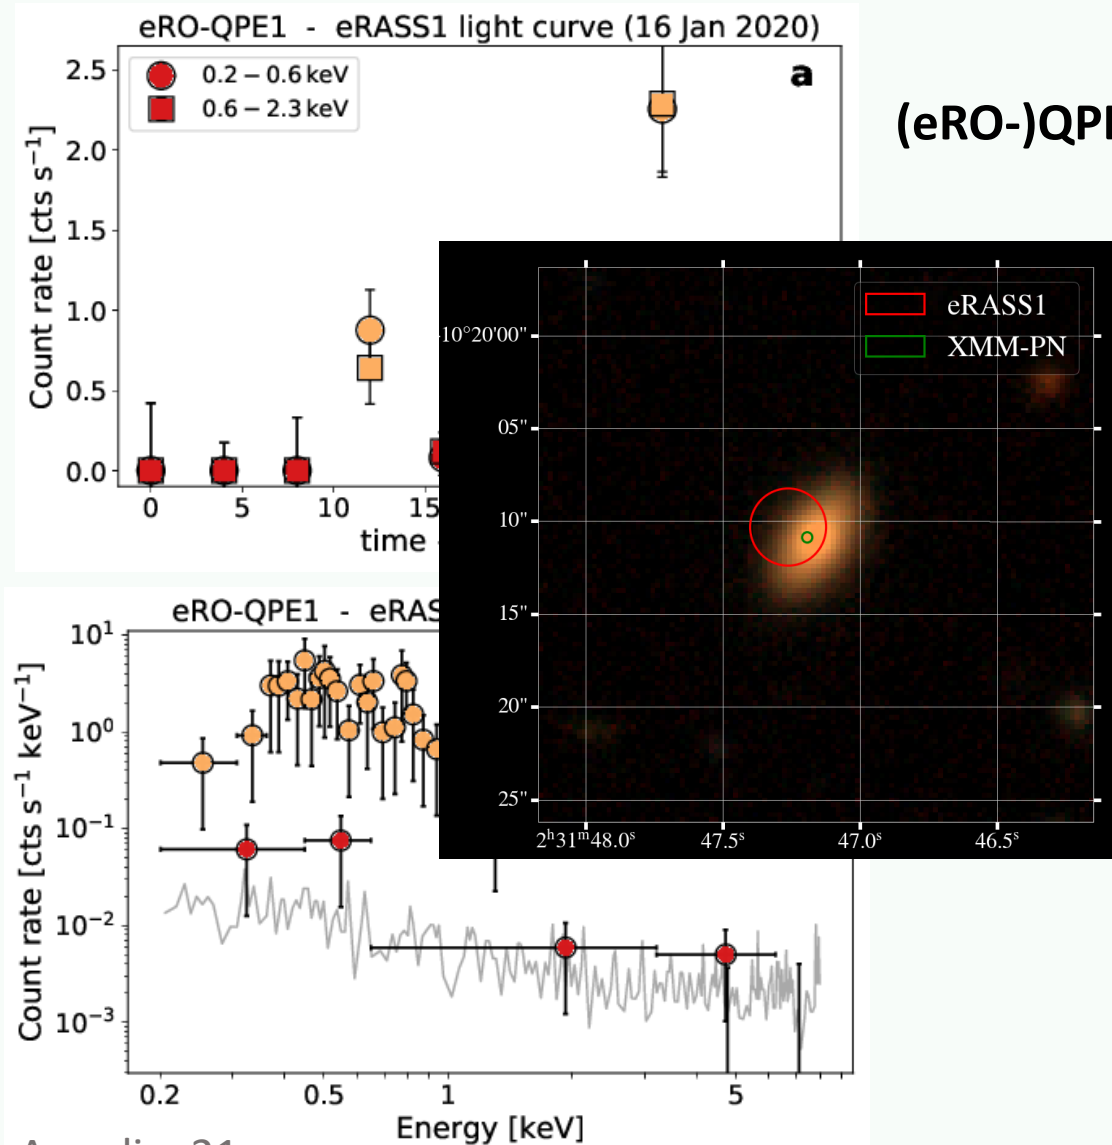 eRO-QPE1 - eRASS1 light curve (16 Jan 2020)
0.2 – 0.6 keV
0.6 – 2.3 keV
a
Count rate [cts s⁻¹]
2.5
2.0
1.5
1.0
0.5
0.0
0 5 10 15
time
(eRO-)QPE
eRASS1
XMM-PN
10°20'00"
05"
10"
15"
20"
25"
2ʰ31ᵐ48.0ˢ 47.5ˢ 47.0ˢ 46.5ˢ
eRO-QPE1 - eRAS
Count rate [cts s⁻¹ keV⁻¹]
10¹
10⁰
10⁻¹
10⁻²
10⁻³
0.2 0.5 1 5
Energy [keV]